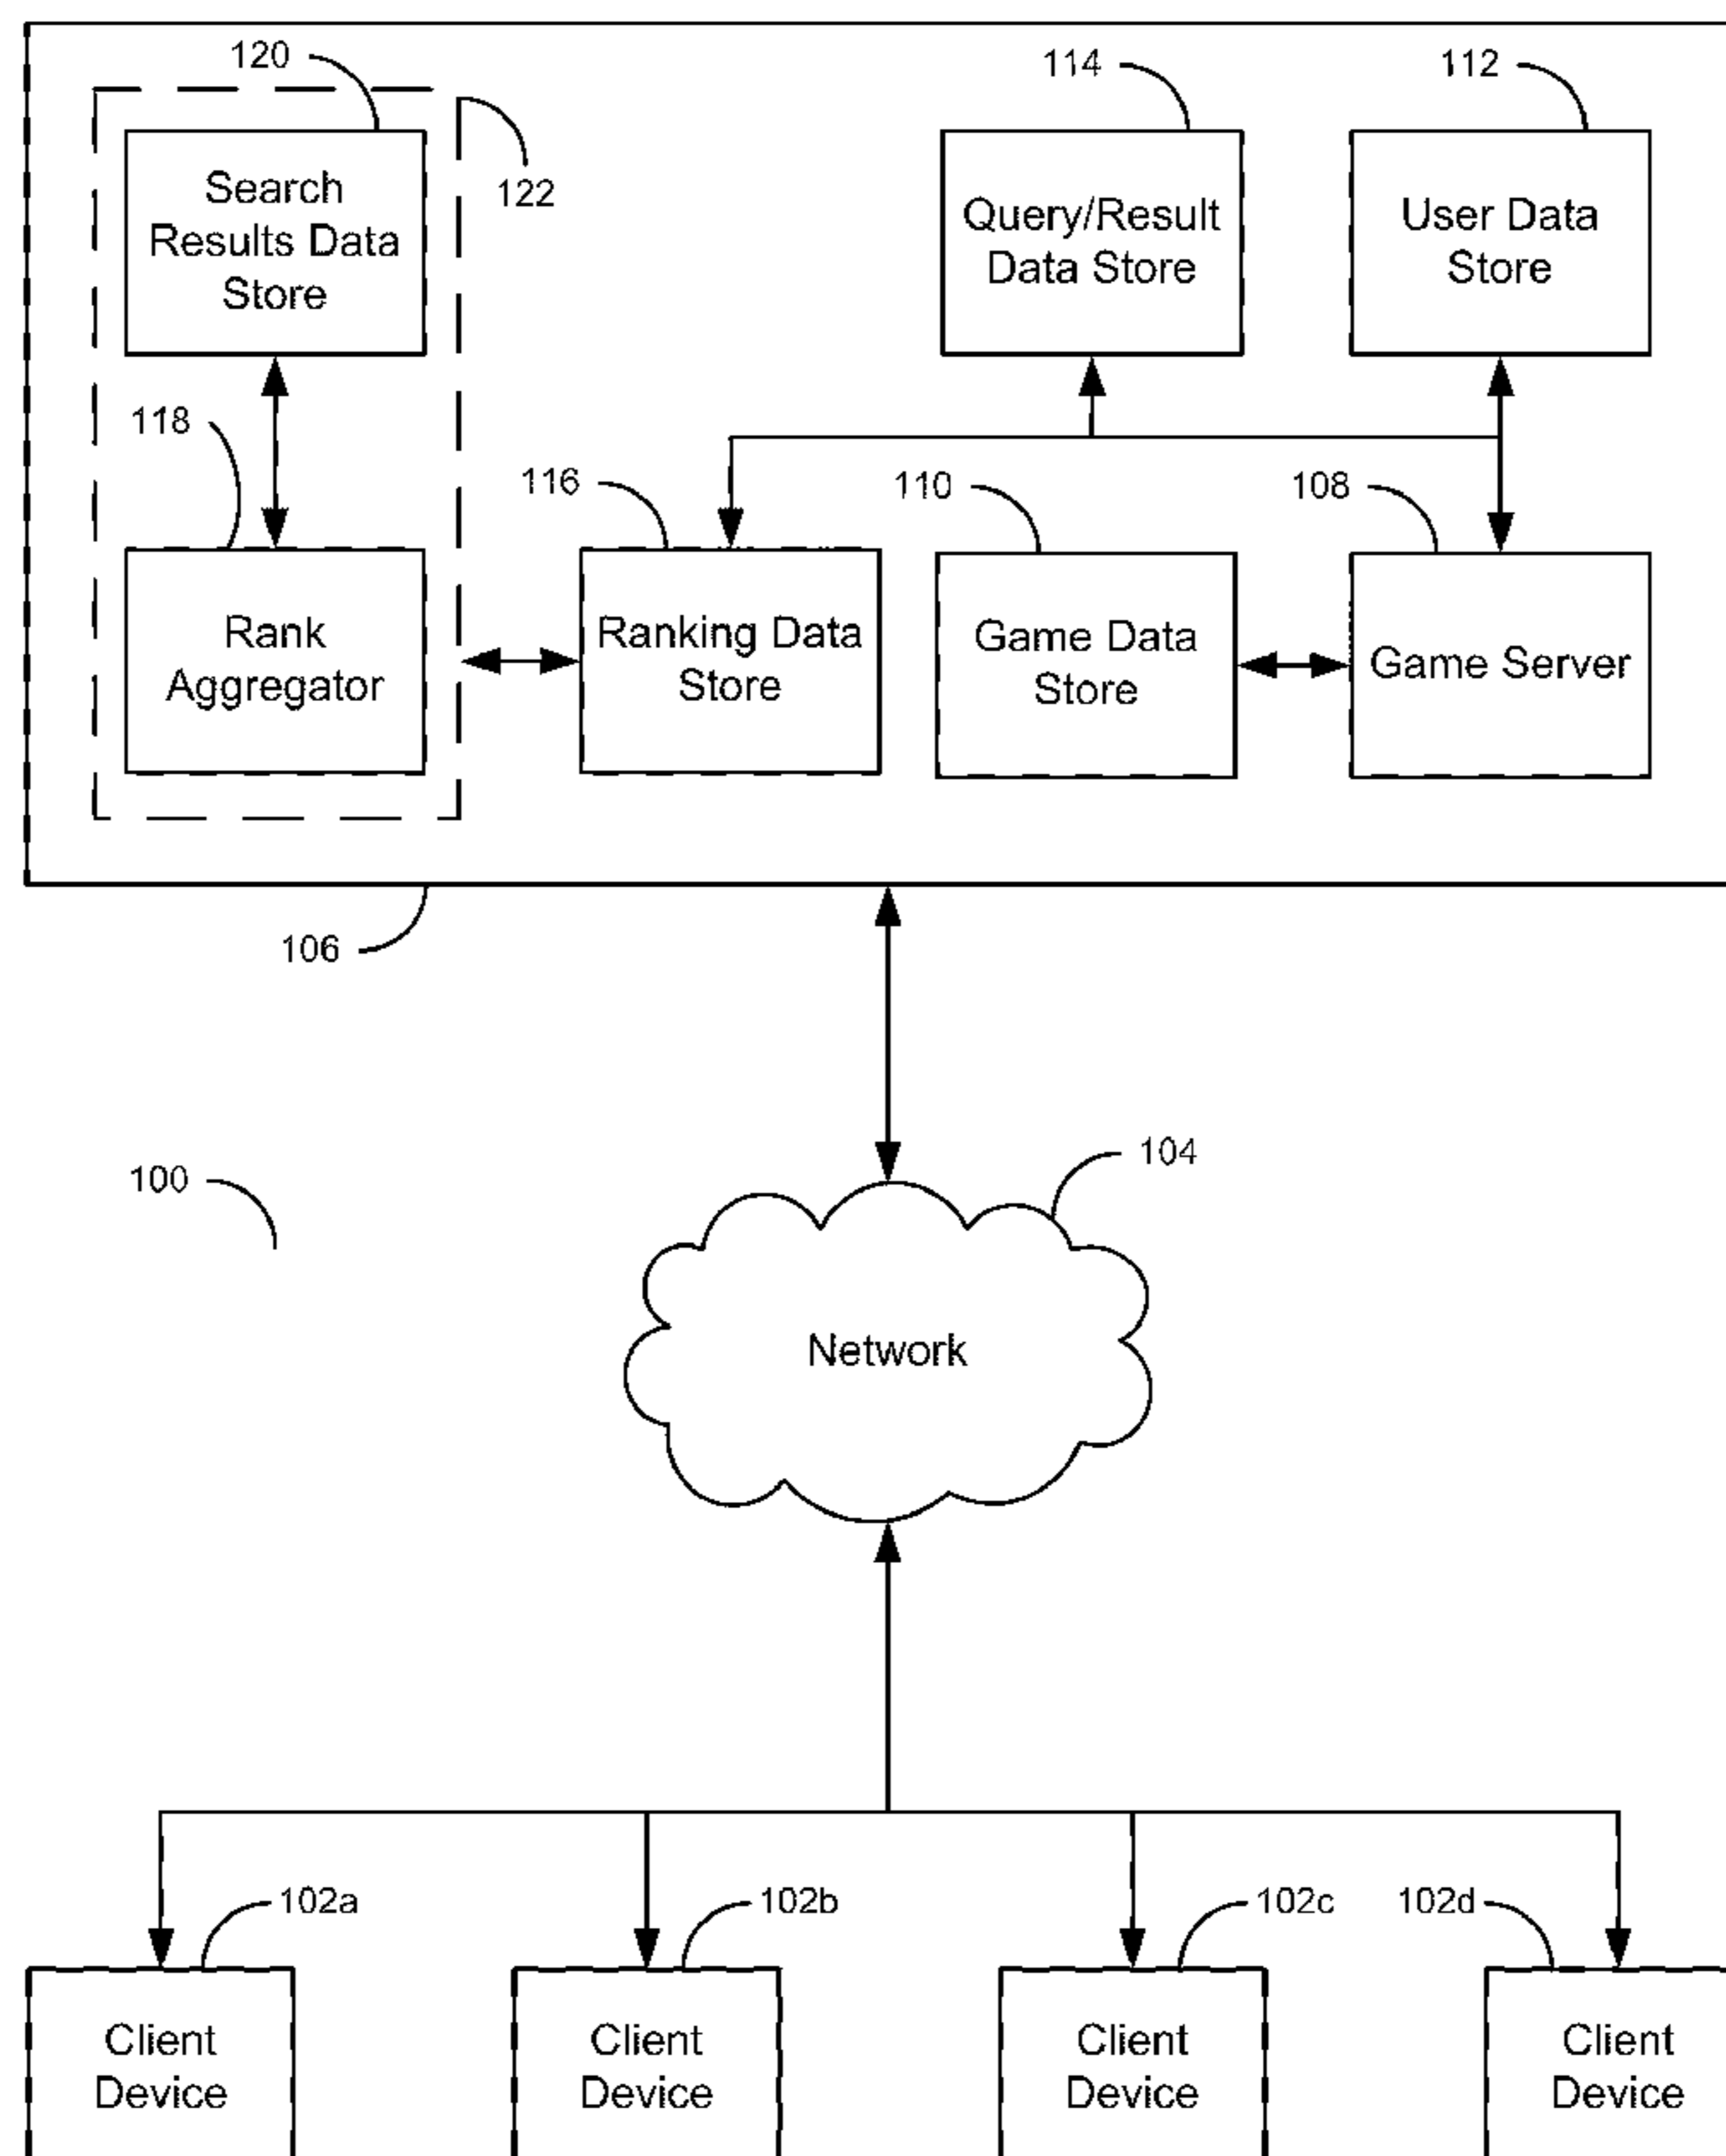 120
114
112
122
Search
Results Data
Store
Query/Result
Data Store
User Data
Store
118
116
110
108
Rank
Aggregator
Ranking Data
Store
Game Data
Store
Game Server
106
104
100
Network
102a
102b
102c
102d
Client
Device
Client
Device
Client
Device
Client
Device